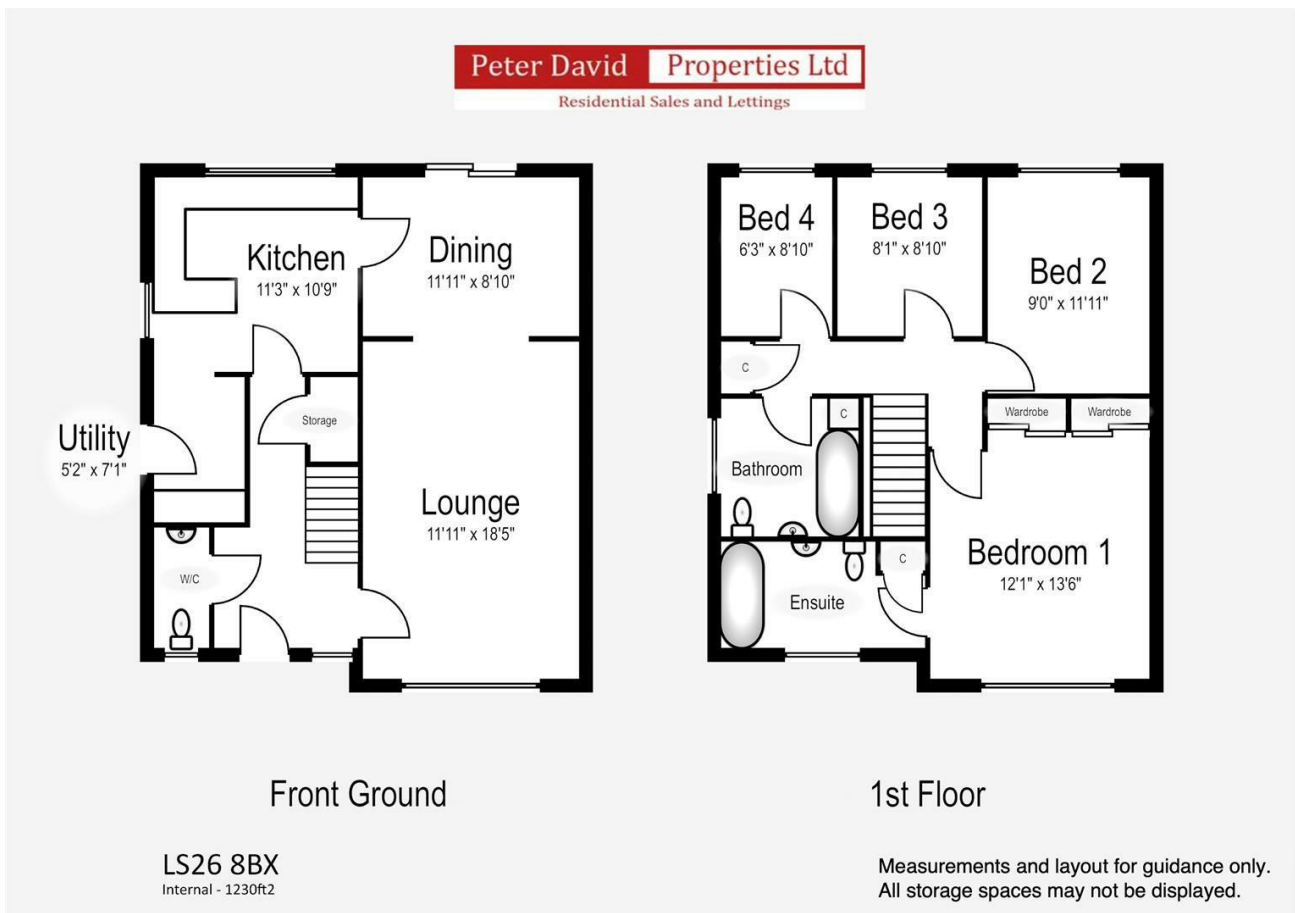 Peter David Properties Ltd
Residential Sales and Lettings
Kitchen
11'3" x 10'9"
Dining
11'11" x 8'10"
Storage
Utility
5'2" x 7'1"
Lounge
11'11" x 18'5"
W/C
Front Ground
Bed 4
6'3" x 8'10"
Bed 3
8'1" x 8'10"
Bed 2
9'0" x 11'11"
C
Wardrobe
Wardrobe
C
Bathroom
Bedroom 1
12'1" x 13'6"
C
Ensuite
1st Floor
LS26 8BX
Internal - 1230ft2
Measurements and layout for guidance only.
All storage spaces may not be displayed.